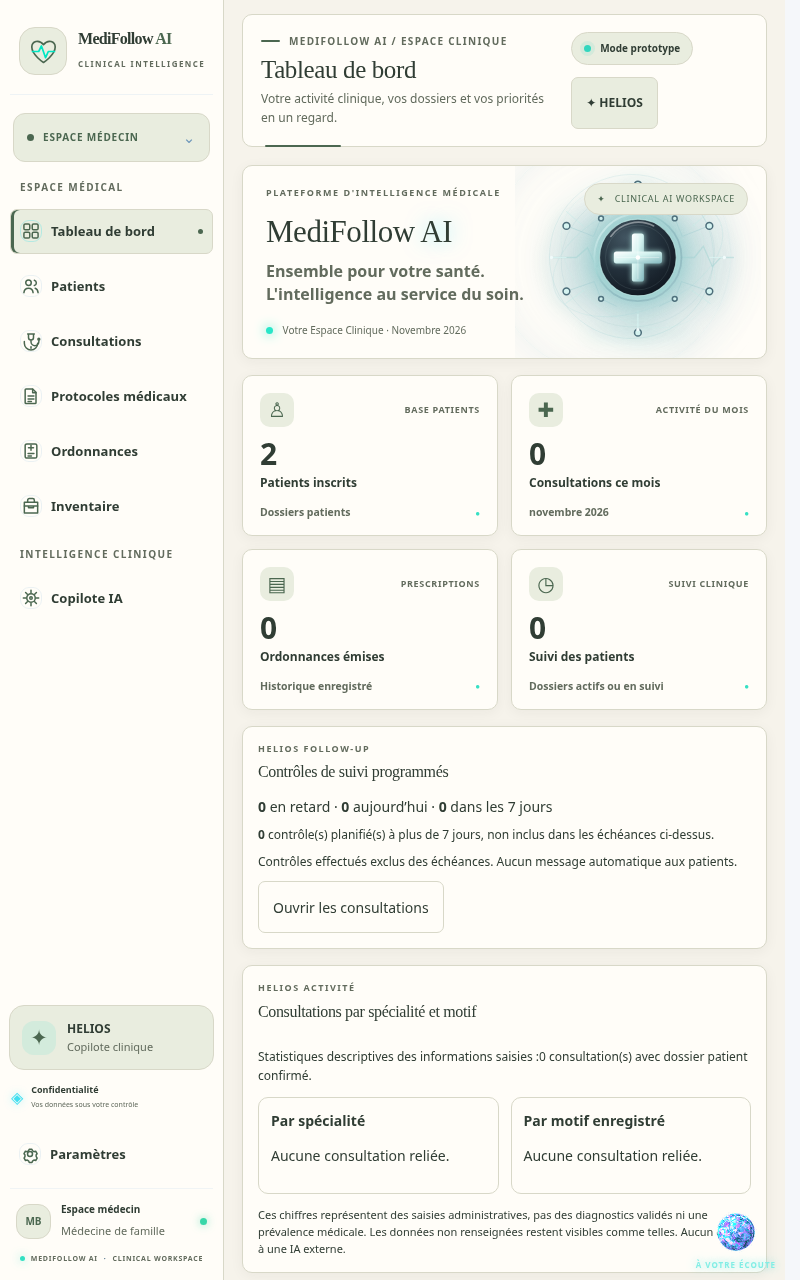 MediFollow AI
CLINICAL INTELLIGENCE
ESPACE MÉDECIN
ESPACE MÉDICAL
Tableau de bord
Patients
Consultations
Protocoles médicaux
Ordonnances
Inventaire
INTELLIGENCE CLINIQUE
Copilote IA
HELIOS
Copilote clinique
Confidentialité
Vos données sous votre contrôle
Paramètres
MB
Espace médecin
Médecine de famille
MEDIFOLLOW AI · CLINICAL WORKSPACE
MEDIFOLLOW AI / ESPACE CLINIQUE
Tableau de bord
Votre activité clinique, vos dossiers et vos priorités
en un regard.
Mode prototype
✦ HELIOS
PLATEFORME D'INTELLIGENCE MÉDICALE
✦ CLINICAL AI WORKSPACE
MediFollow AI
Ensemble pour votre santé.
L'intelligence au service du soin.
Votre Espace Clinique · Novembre 2026
BASE PATIENTS
2
Patients inscrits
Dossiers patients
ACTIVITÉ DU MOIS
0
Consultations ce mois
novembre 2026
PRESCRIPTIONS
0
Ordonnances émises
Historique enregistré
SUIVI CLINIQUE
0
Suivi des patients
Dossiers actifs ou en suivi
HELIOS FOLLOW-UP
Contrôles de suivi programmés
0 en retard · 0 aujourd’hui · 0 dans les 7 jours
0 contrôle(s) planifié(s) à plus de 7 jours, non inclus dans les échéances ci-dessus.
Contrôles effectués exclus des échéances. Aucun message automatique aux patients.
Ouvrir les consultations
HELIOS ACTIVITÉ
Consultations par spécialité et motif
Statistiques descriptives des informations saisies :0 consultation(s) avec dossier patient
confirmé.
Par spécialité
Aucune consultation reliée.
Par motif enregistré
Aucune consultation reliée.
Ces chiffres représentent des saisies administratives, pas des diagnostics validés ni une
prévalence médicale. Les données non renseignées restent visibles comme telles. Aucun
à une IA externe.
À VOTRE ÉCOUTE